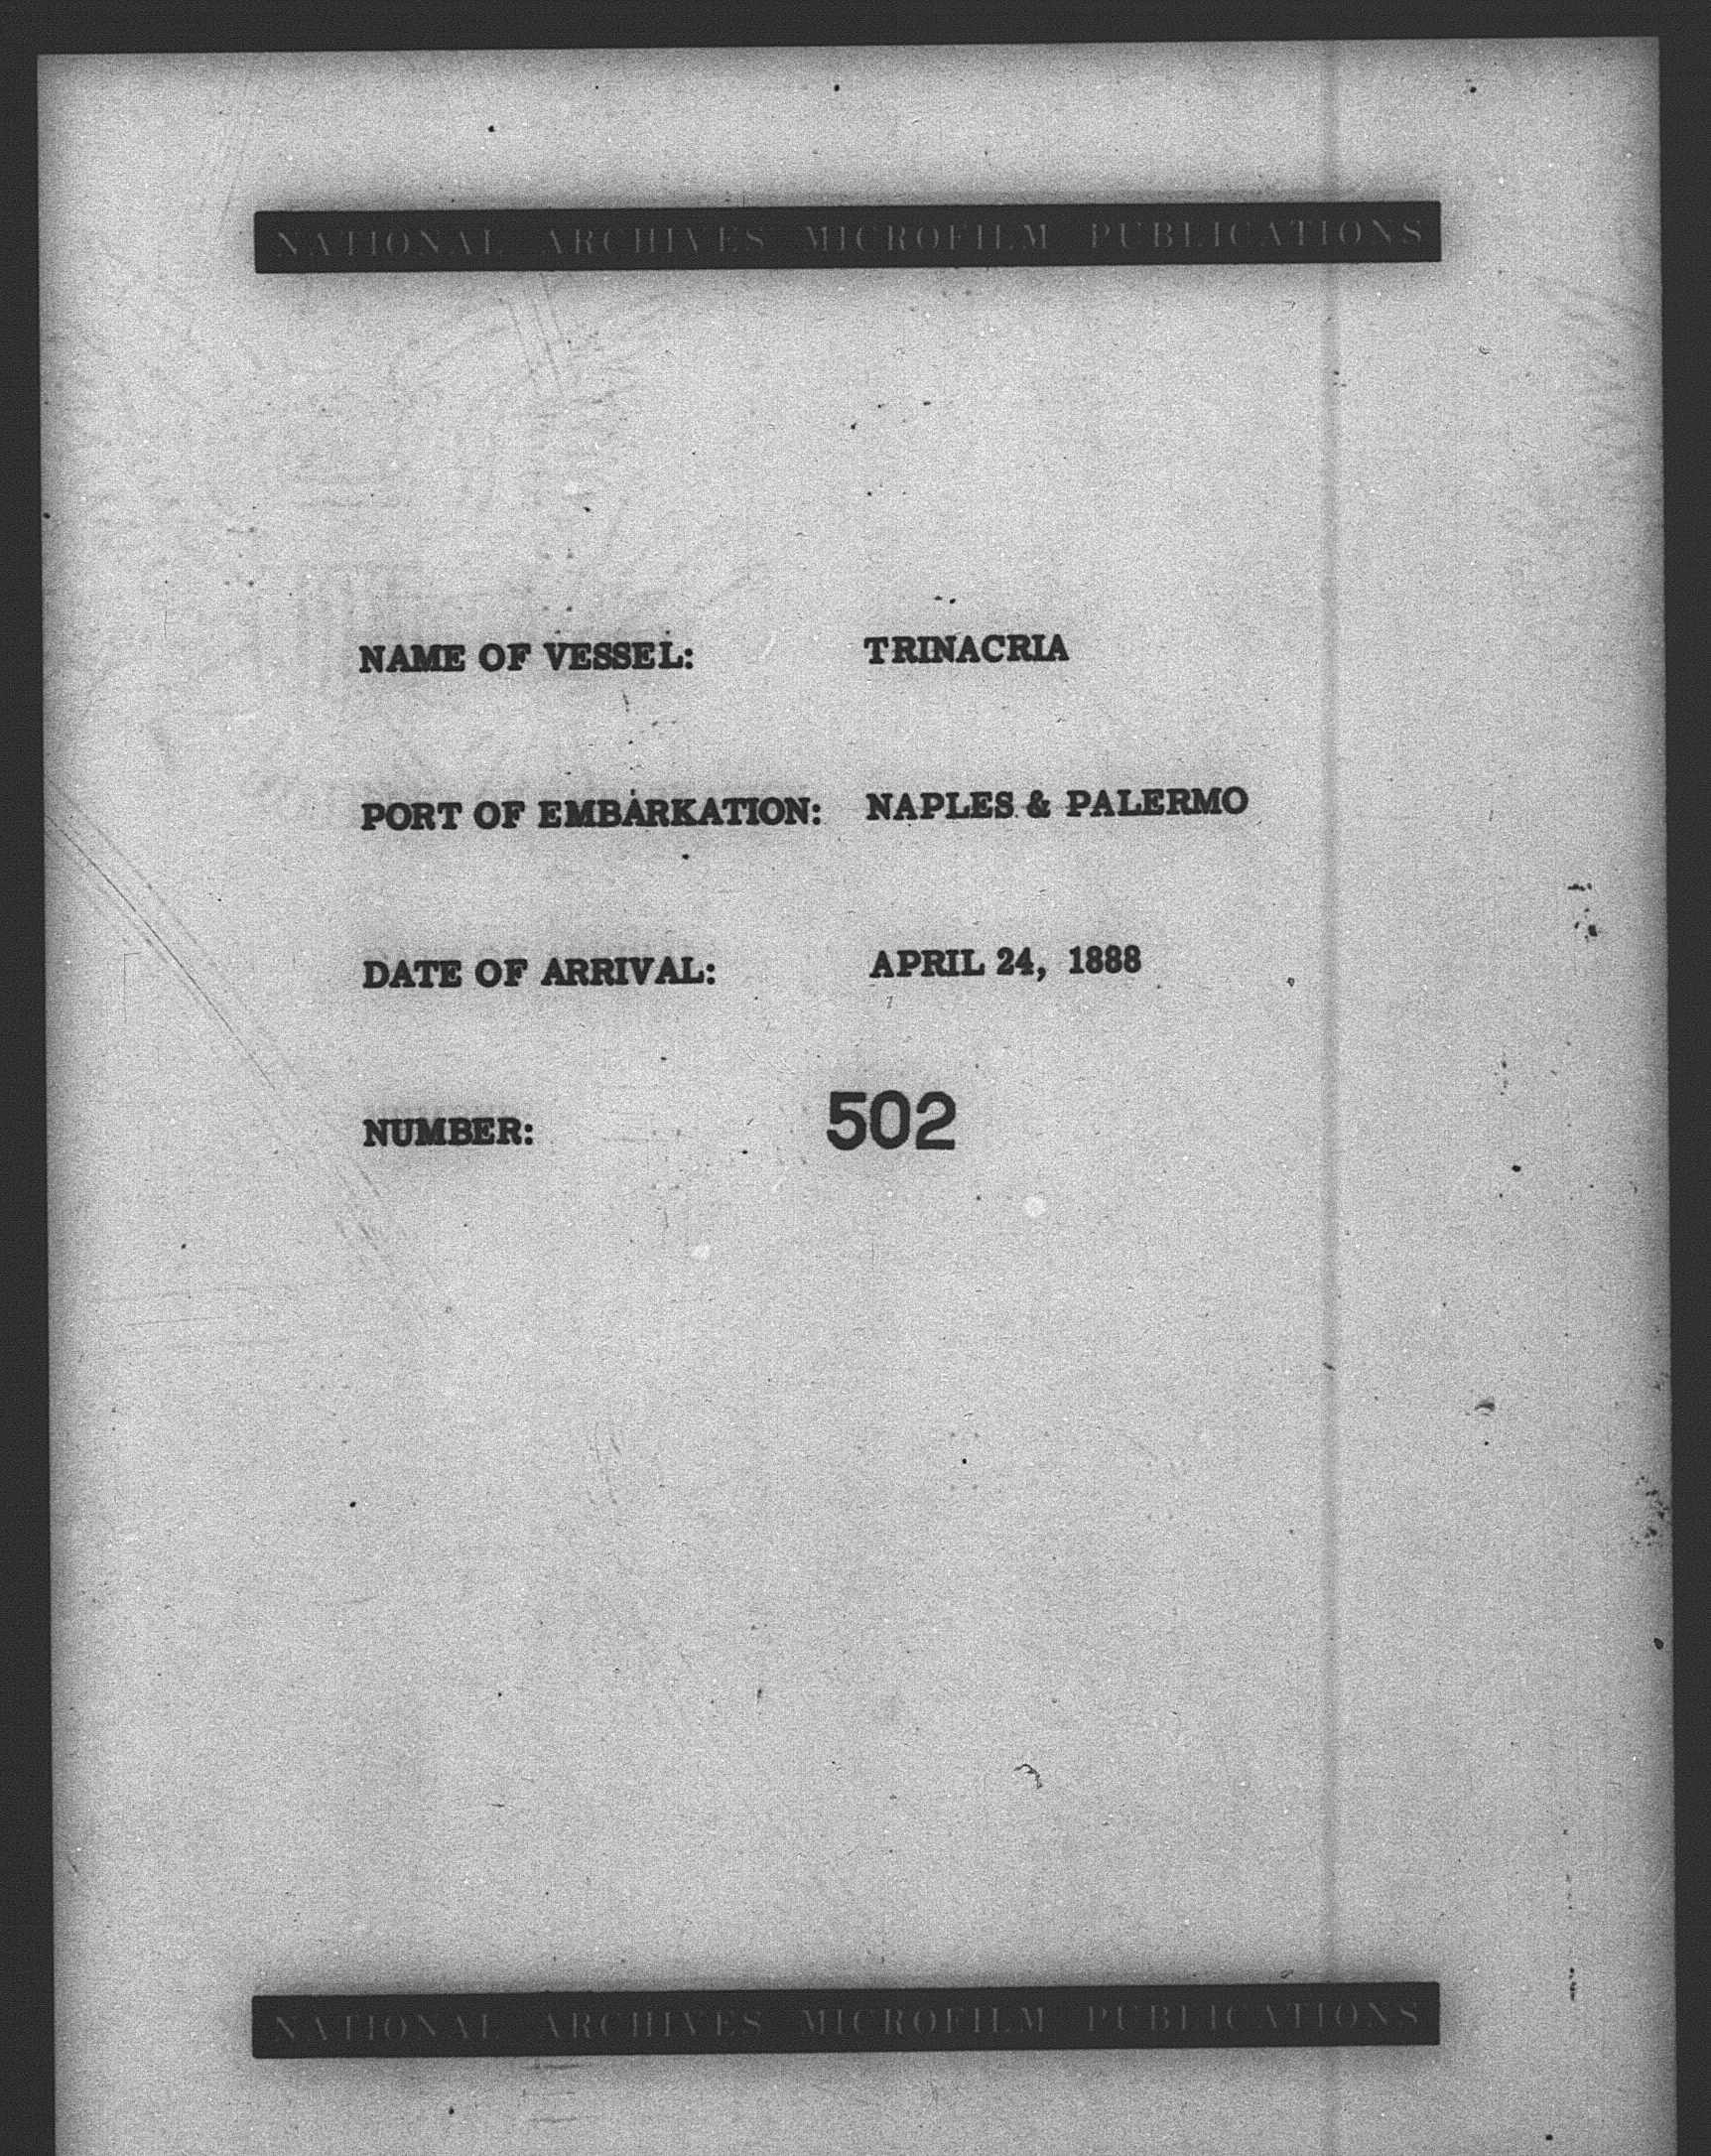 NATIONAL ARCHIVES MICROFILM PUBLICATIONS
NAME OF VESSEL: TRINACRIA
PORT OF EMBARKATION: NAPLES & PALERMO
DATE OF ARRIVAL: APRIL 24, 1888
NUMBER: 502
NATIONAL ARCHIVES MICROFILM PUBLICATIONS